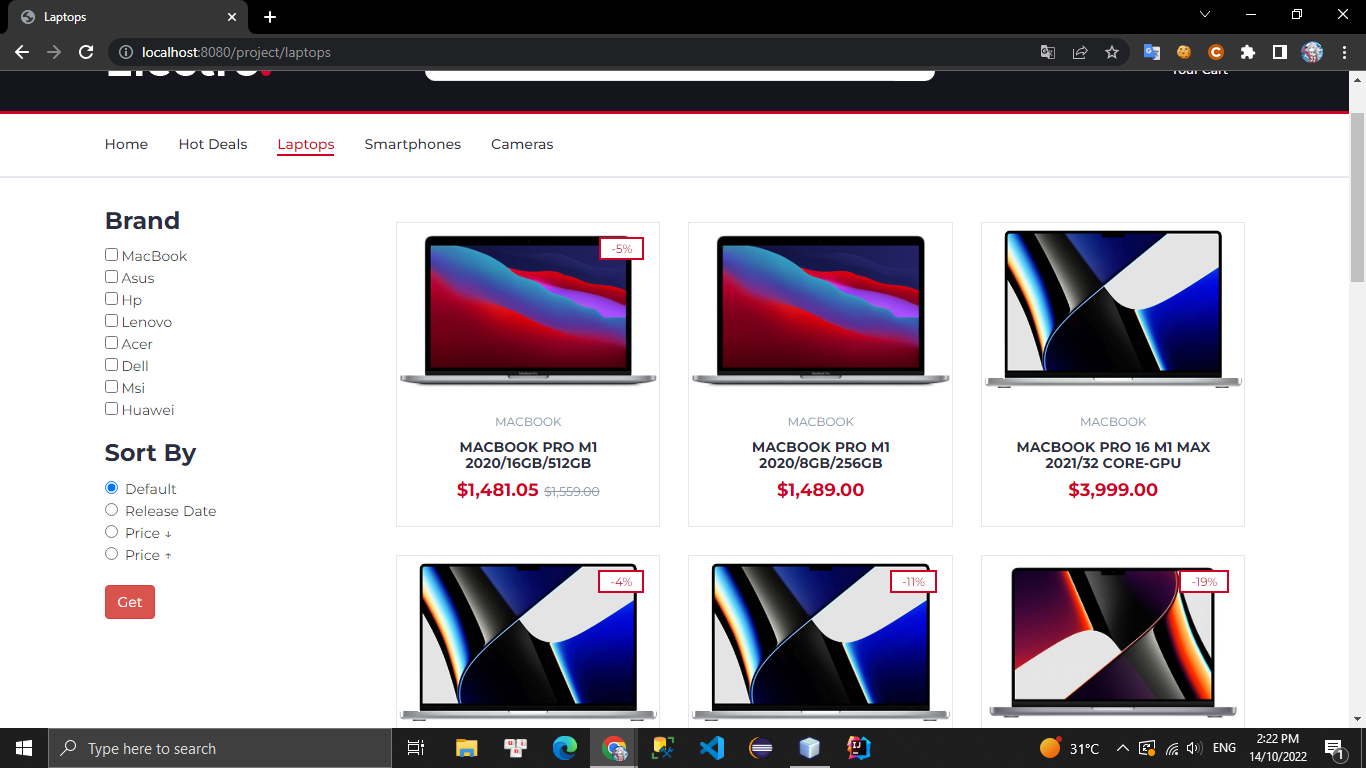 Laptops
localhost:8080/project/laptops
Electro.
Your Cart
Home
Hot Deals
Laptops
Smartphones
Cameras
Brand
MacBook
Asus
Hp
Lenovo
Acer
Dell
Msi
Huawei
Sort By
Default
Release Date
Price ↓
Price ↑
Get
-5%
MACBOOK
MACBOOK PRO M1
2020/16GB/512GB
$1,481.05 $1,559.00
MACBOOK
MACBOOK PRO M1
2020/8GB/256GB
$1,489.00
MACBOOK
MACBOOK PRO 16 M1 MAX
2021/32 CORE-GPU
$3,999.00
-4%
-11%
-19%
Type here to search
31°C
ENG
2:22 PM
14/10/2022
1